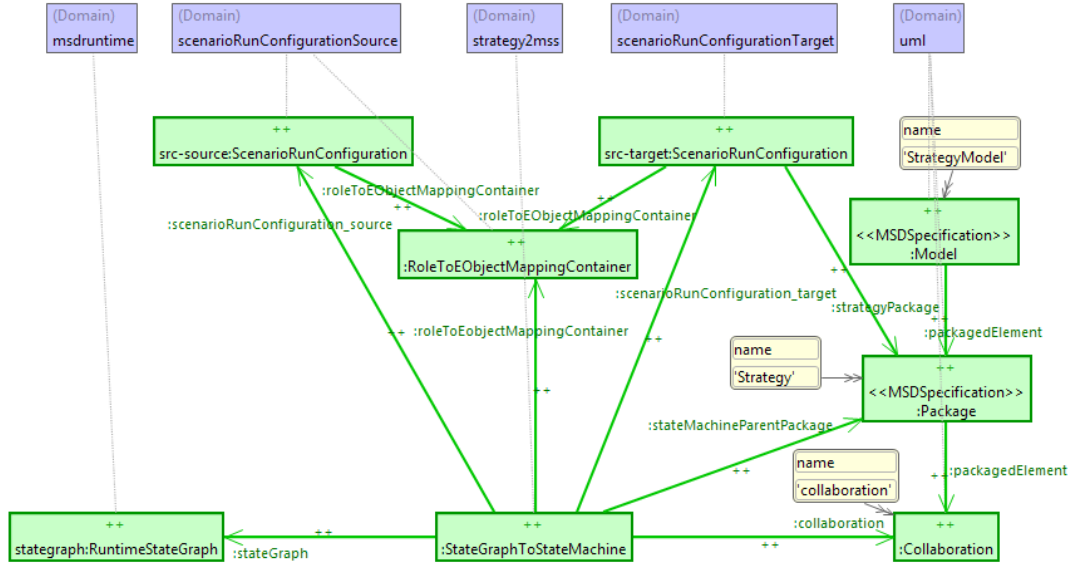 (Domain)
msdruntime
(Domain)
scenarioRunConfigurationSource
(Domain)
strategy2mss
(Domain)
scenarioRunConfigurationTarget
(Domain)
uml
++
src-source:ScenarioRunConfiguration
++
src-target:ScenarioRunConfiguration
name
'StrategyModel'
:roleToEObjectMappingContainer
++
++
:roleToEObjectMappingContainer
:scenarioRunConfiguration_source
++
<<MSDSpecification>>
:Model
++
:RoleToEObjectMappingContainer
++
:scenarioRunConfiguration_target
:strategyPackage
++
:packagedElement
++
:roleToEobjectMappingContainer
++
name
'Strategy'
++
<<MSDSpecification>>
:Package
++
:stateMachineParentPackage
++
name
'collaboration'
:packagedElement
++
++
stategraph:RuntimeStateGraph
++
:stateGraph
++
:StateGraphToStateMachine
:collaboration
++
++
:Collaboration